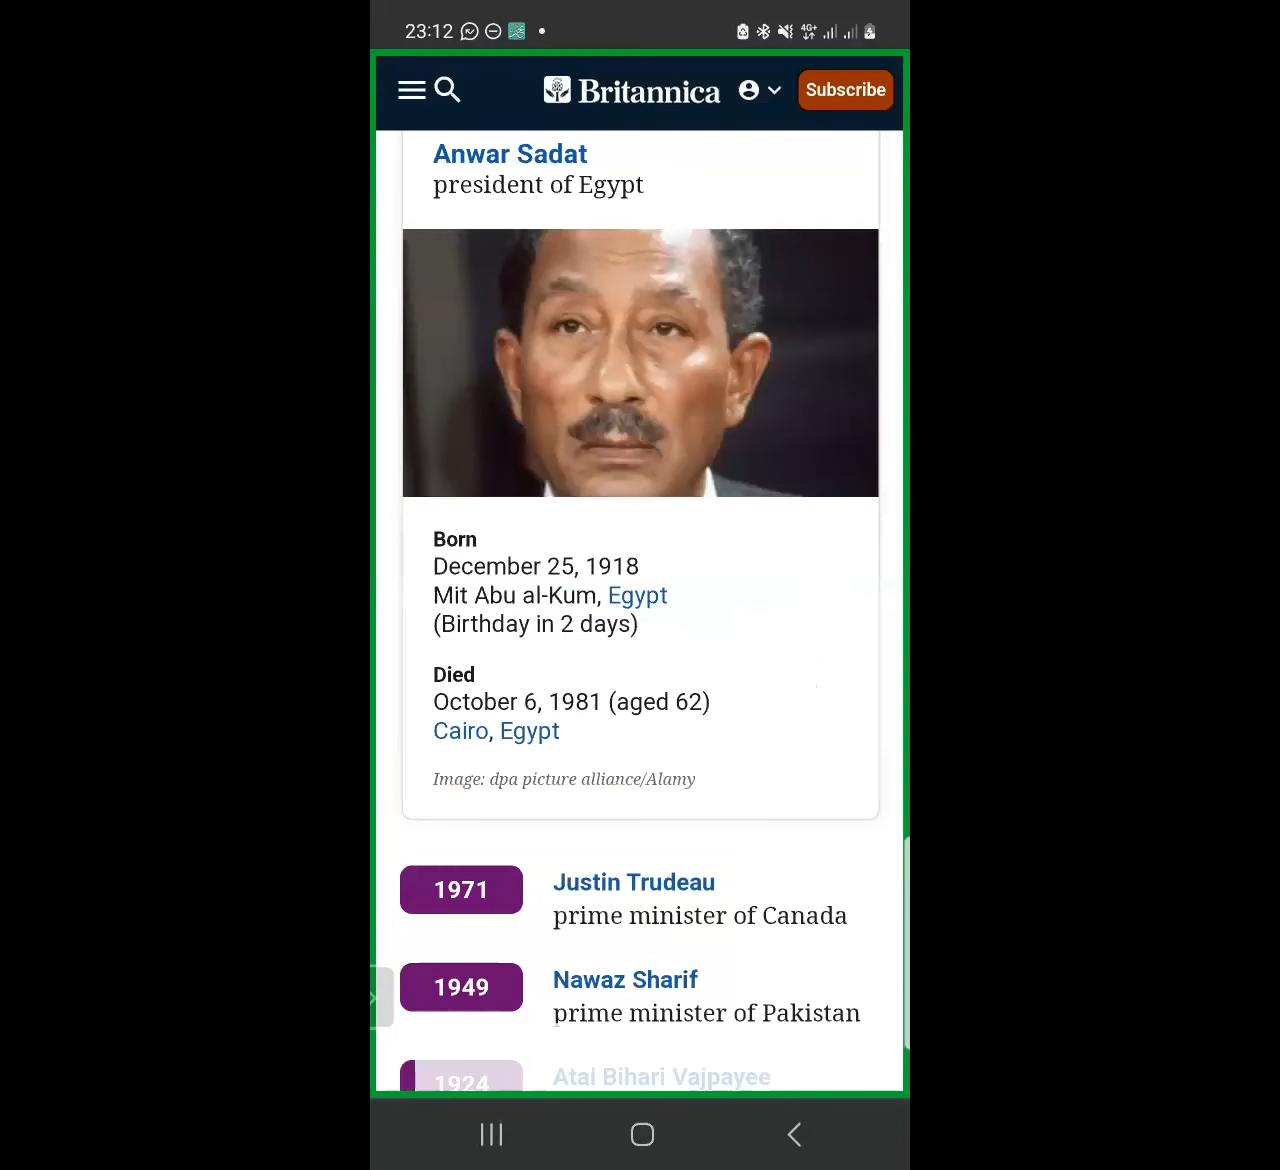 23:12
4G+
Britannica
Subscribe
Anwar Sadat
president of Egypt
Born
December 25, 1918
Mit Abu al-Kum, Egypt
(Birthday in 2 days)
Died
October 6, 1981 (aged 62)
Cairo, Egypt
Image: dpa picture alliance/Alamy
1971
Justin Trudeau
prime minister of Canada
1949
Nawaz Sharif
prime minister of Pakistan
1924
Atal Bihari Vajpayee